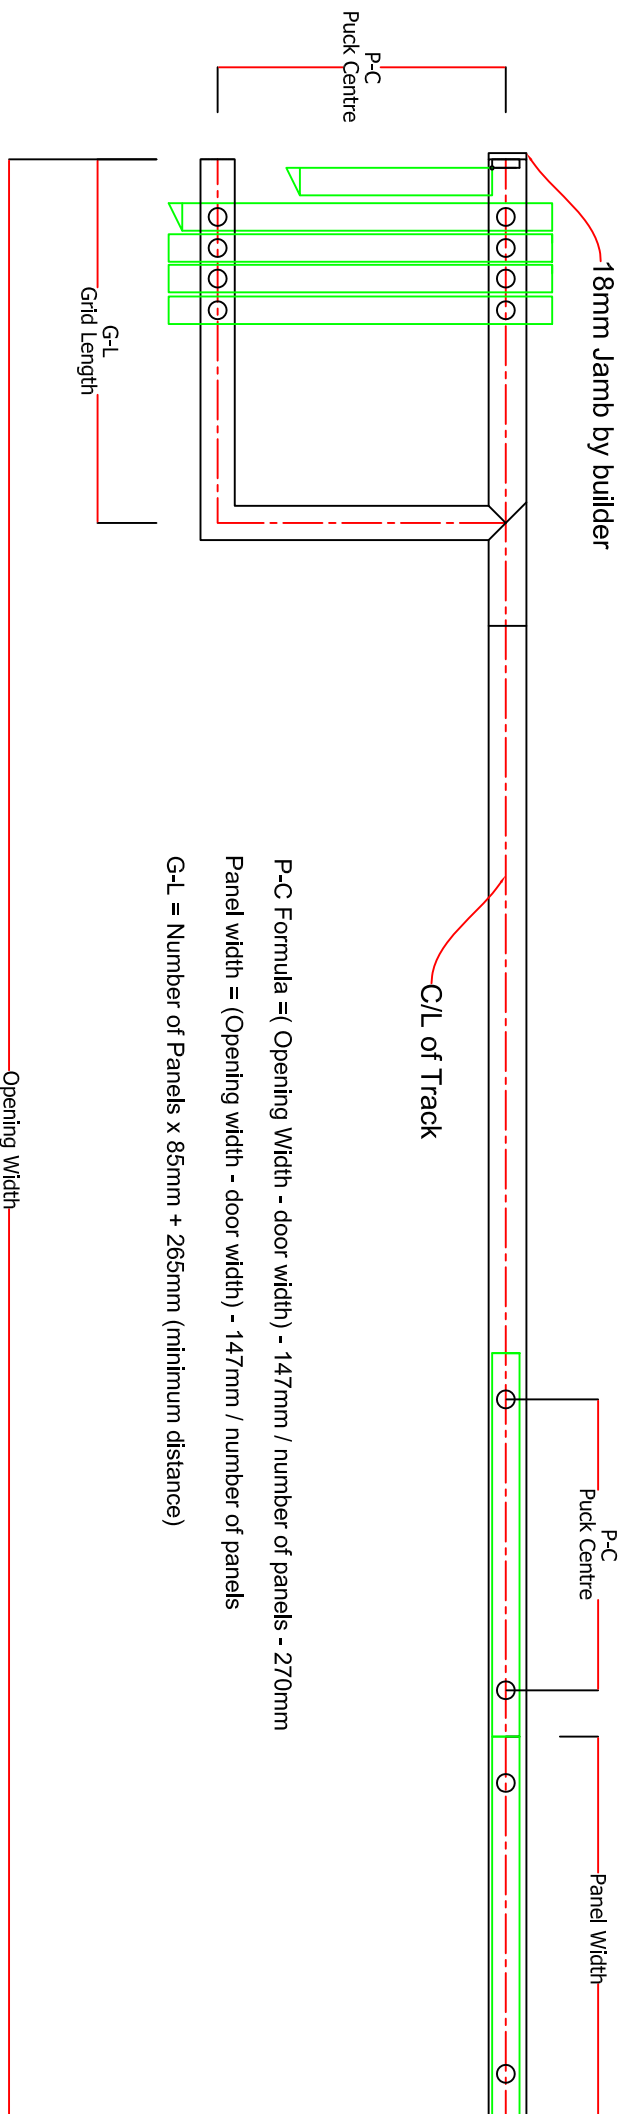 P-C
Puck Centre
18mm Jamb by builder
G-L
Grid Length
C/L of Track
P-C Formula =( Opening Width - door width) - 147mm / number of panels - 270mm
Panel width = (Opening width - door width) - 147mm / number of panels
G-L = Number of Panels x 85mm + 265mm (minimum distance)
Opening Width
P-C
Puck Centre
Panel Width